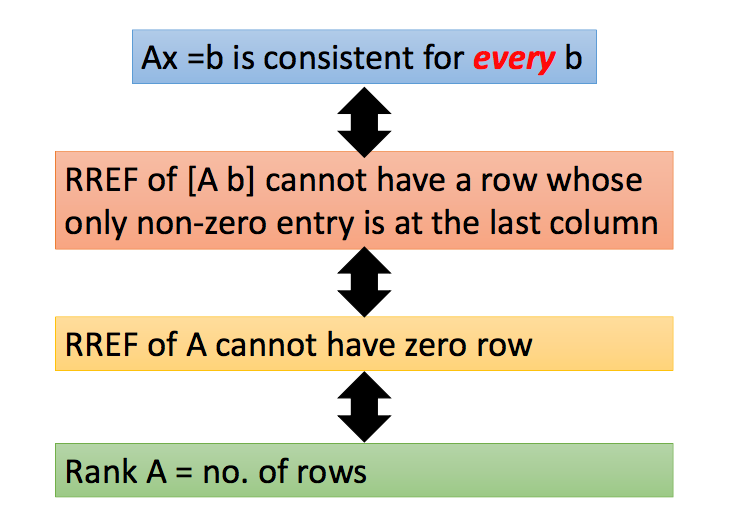 Ax =b is consistent for every b
RREF of [A b] cannot have a row whose
only non-zero entry is at the last column
RREF of A cannot have zero row
Rank A = no. of rows